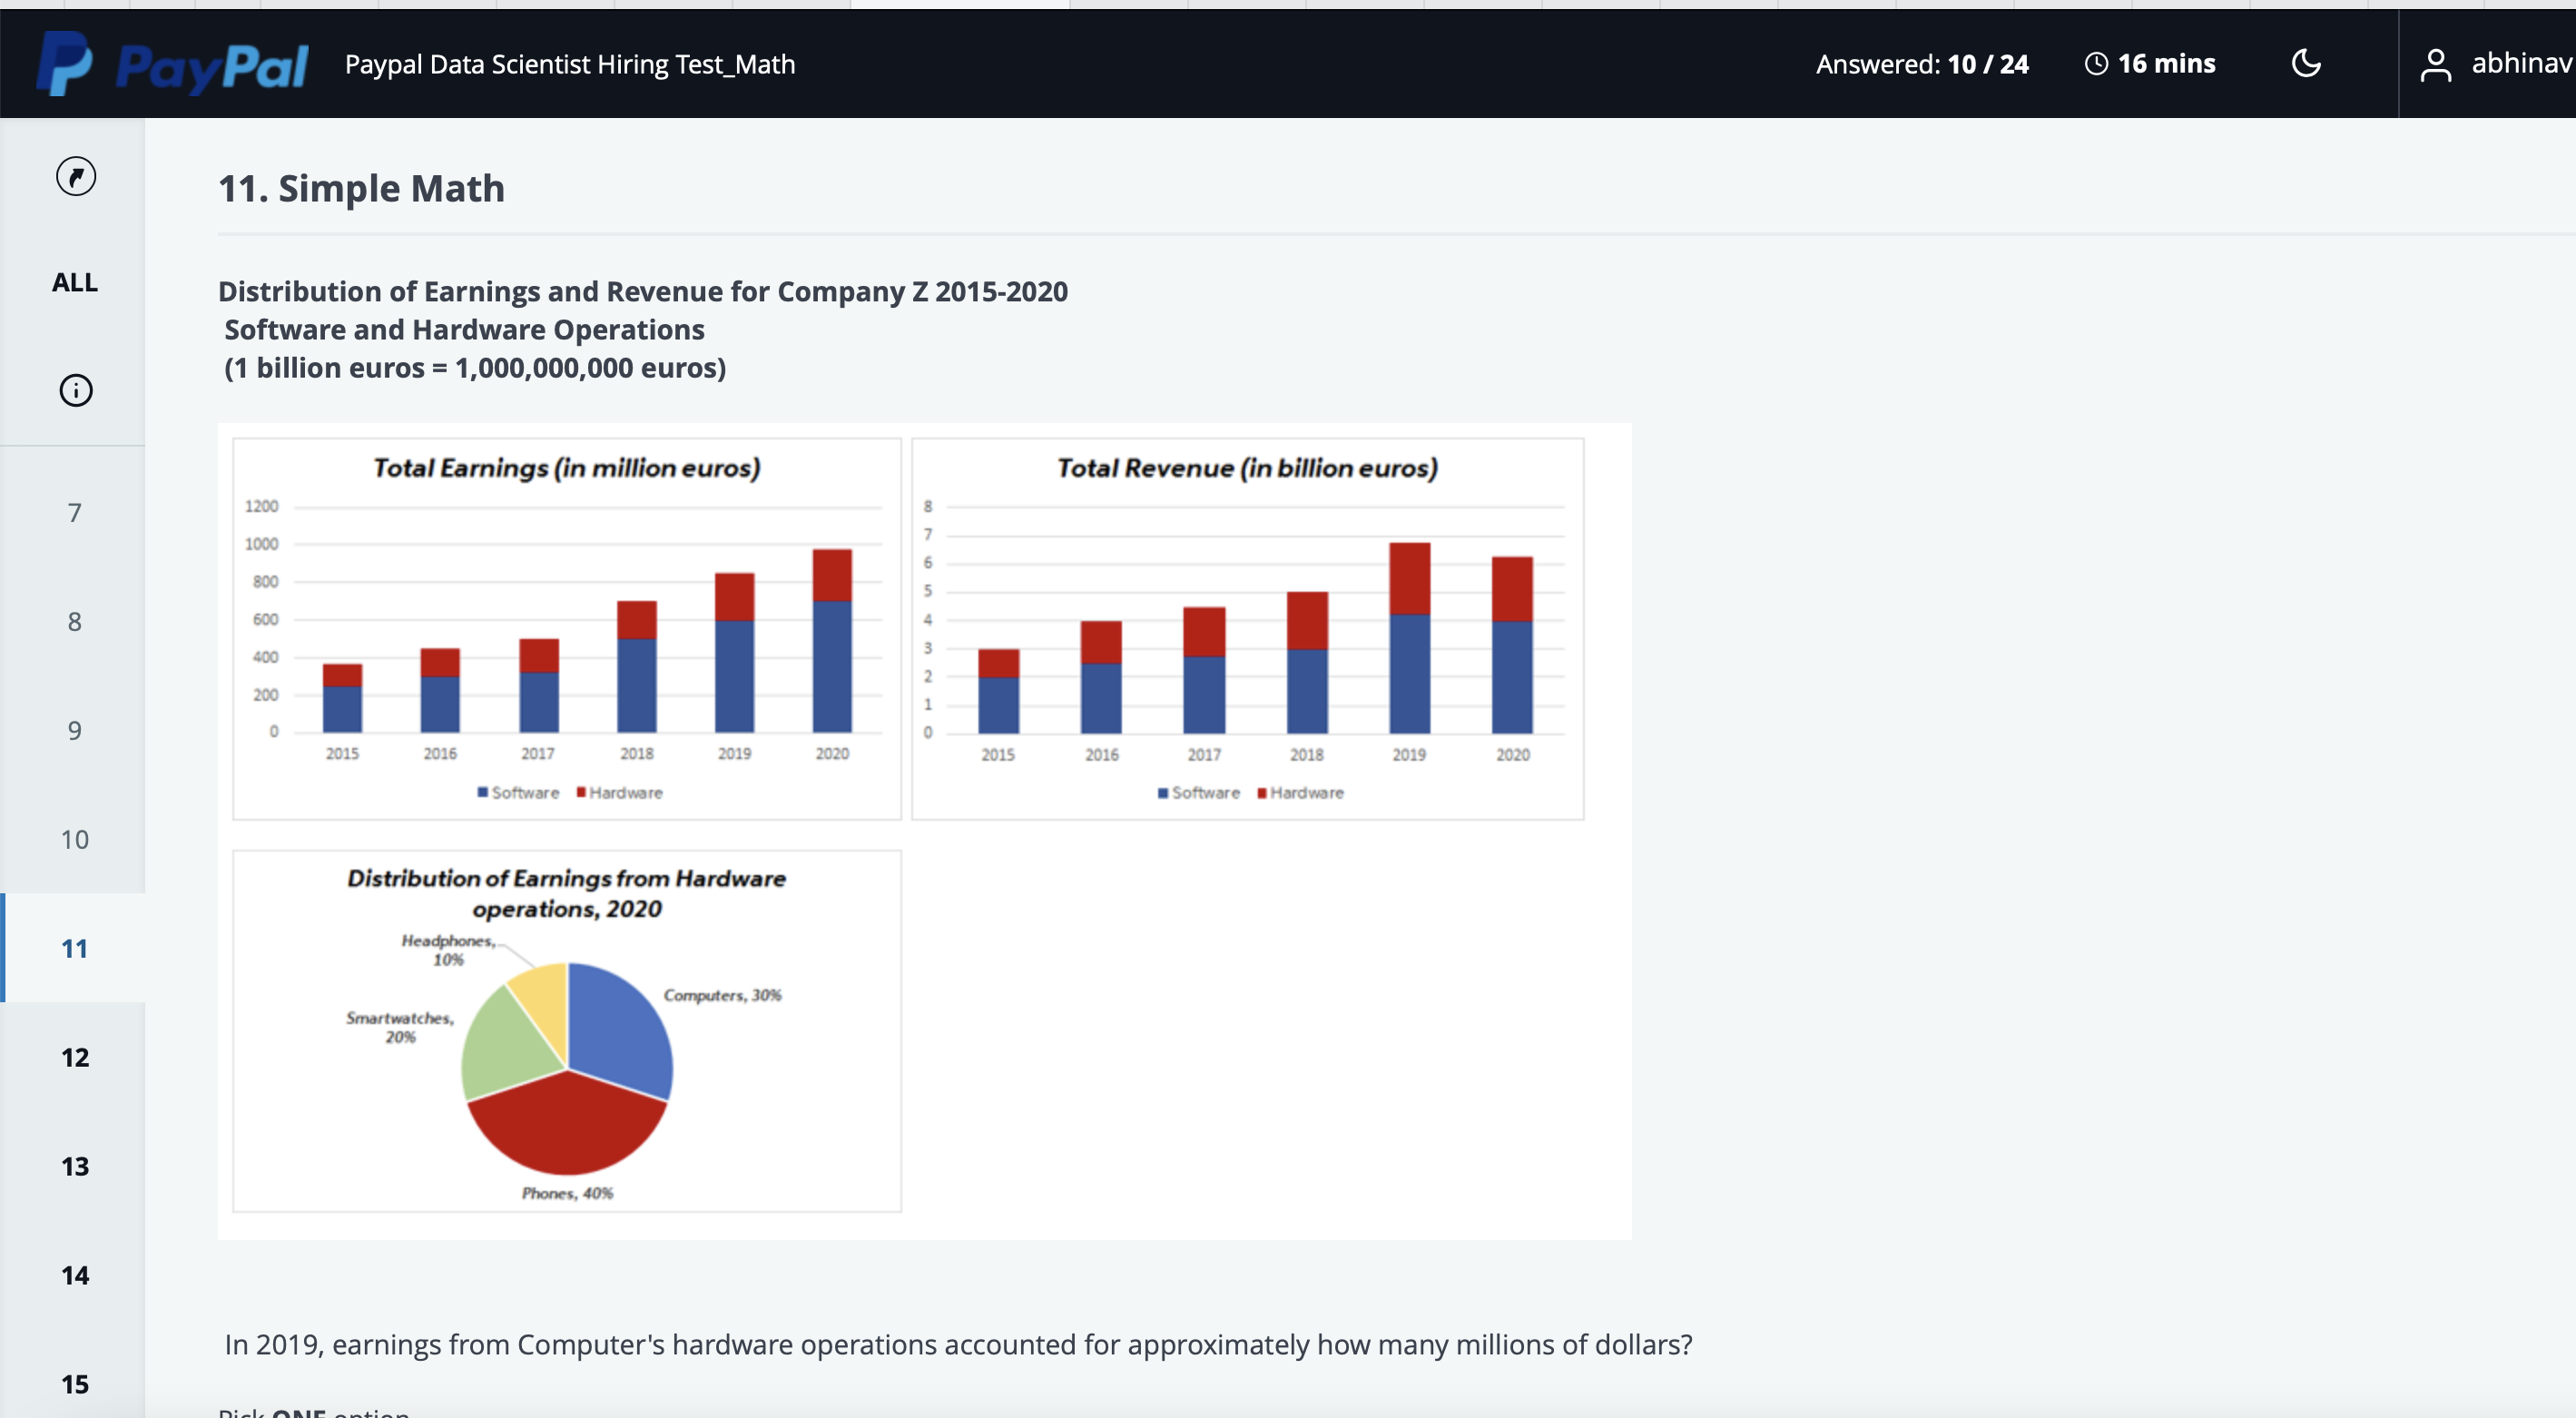 PayPal
Paypal Data Scientist Hiring Test_Math
Answered: 10 / 24
16 mins
abhinav
ALL
7
8
9
10
11
12
13
14
15
11. Simple Math
Distribution of Earnings and Revenue for Company Z 2015-2020
Software and Hardware Operations
(1 billion euros = 1,000,000,000 euros)
Total Earnings (in million euros)
1200
1000
800
600
400
200
0
2015 2016 2017 2018 2019 2020
Software Hardware
Total Revenue (in billion euros)
8
7
6
5
4
3
2
1
0
2015 2016 2017 2018 2019 2020
Software Hardware
Distribution of Earnings from Hardware
operations, 2020
Headphones,
10%
Computers, 30%
Smartwatches,
20%
Phones, 40%
In 2019, earnings from Computer's hardware operations accounted for approximately how many millions of dollars?
Pick ONE option